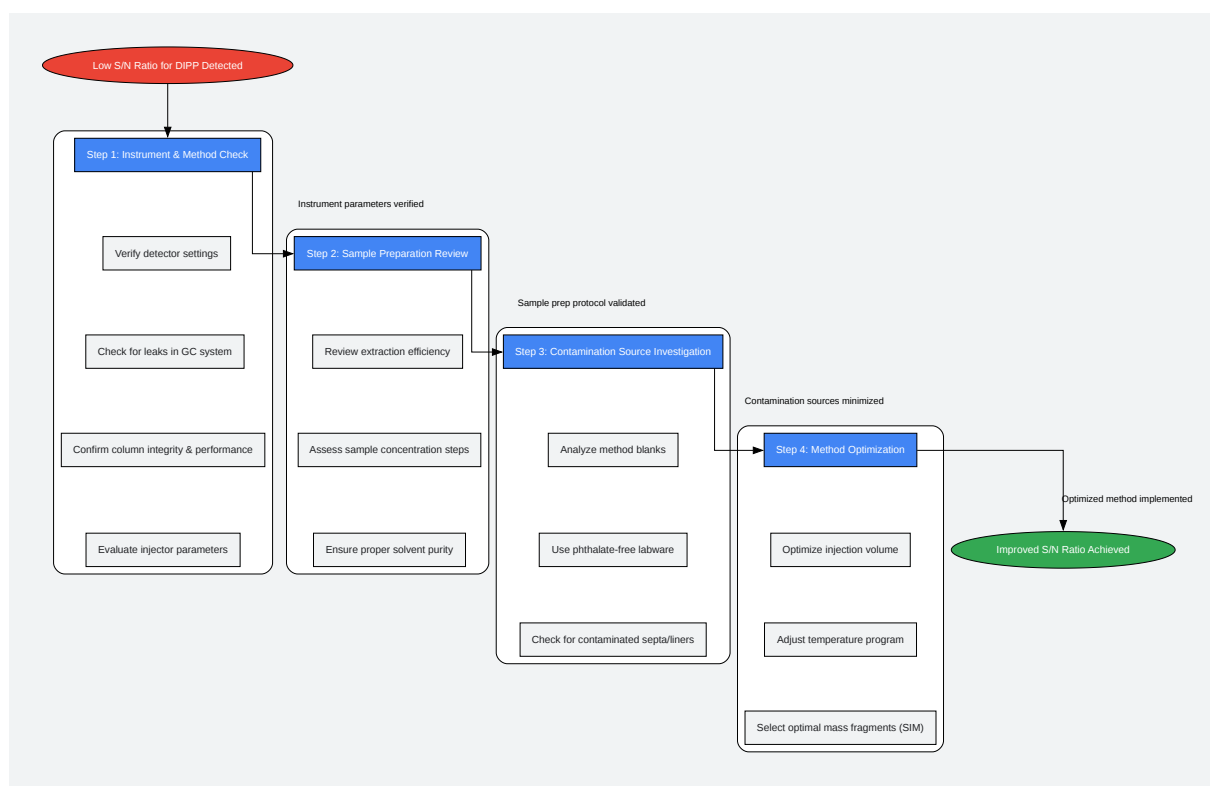 Low S/N Ratio for DIPP Detected
Step 1: Instrument & Method Check
Verify detector settings
Check for leaks in GC system
Confirm column integrity & performance
Evaluate injector parameters
Instrument parameters verified
Step 2: Sample Preparation Review
Review extraction efficiency
Assess sample concentration steps
Ensure proper solvent purity
Sample prep protocol validated
Step 3: Contamination Source Investigation
Analyze method blanks
Use phthalate-free labware
Check for contaminated septa/liners
Contamination sources minimized
Step 4: Method Optimization
Optimize injection volume
Adjust temperature program
Select optimal mass fragments (SIM)
Optimized method implemented
Improved S/N Ratio Achieved